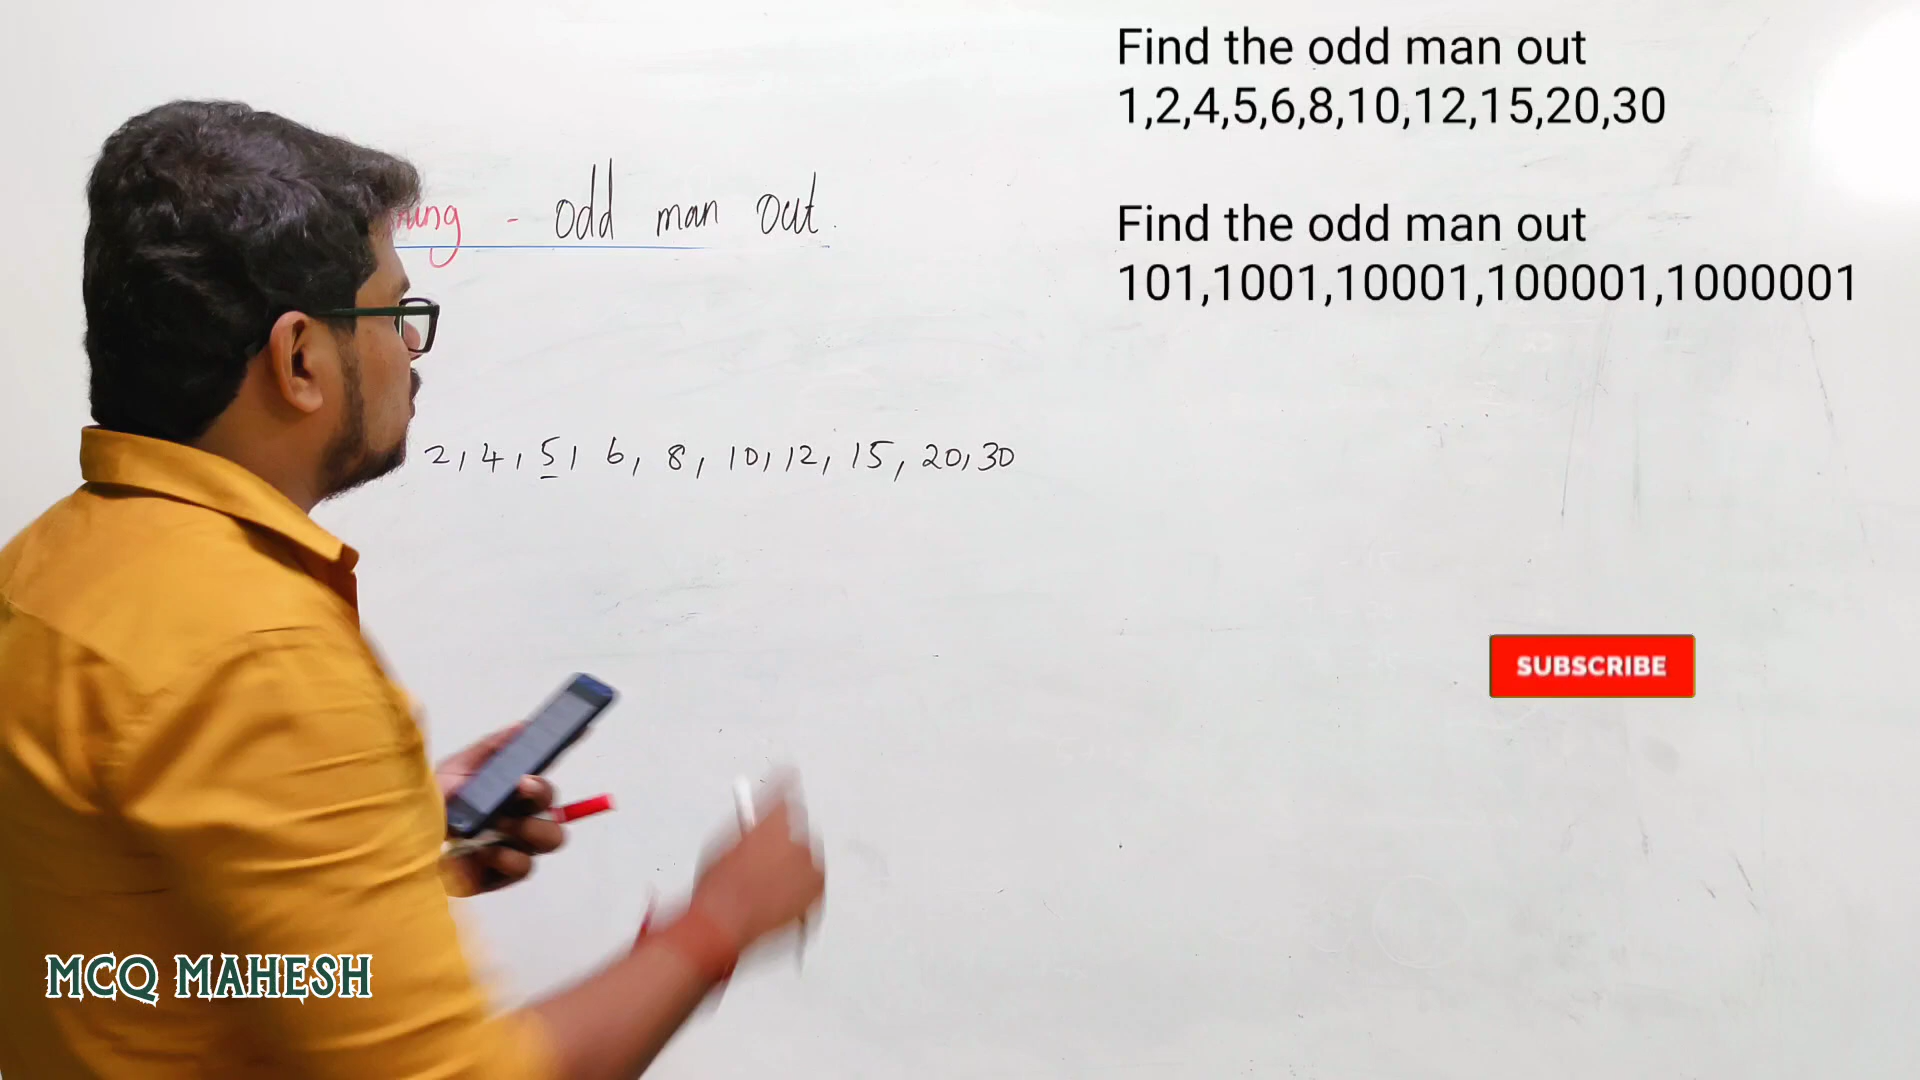 Find the odd man out
1,2,4,5,6,8,10,12,15,20,30
Find the odd man out
101,1001,10001,100001,1000001
- odd man out.
2, 4, 5, 6, 8, 10, 12, 15, 20, 30
SUBSCRIBE
MCQ MAHESH